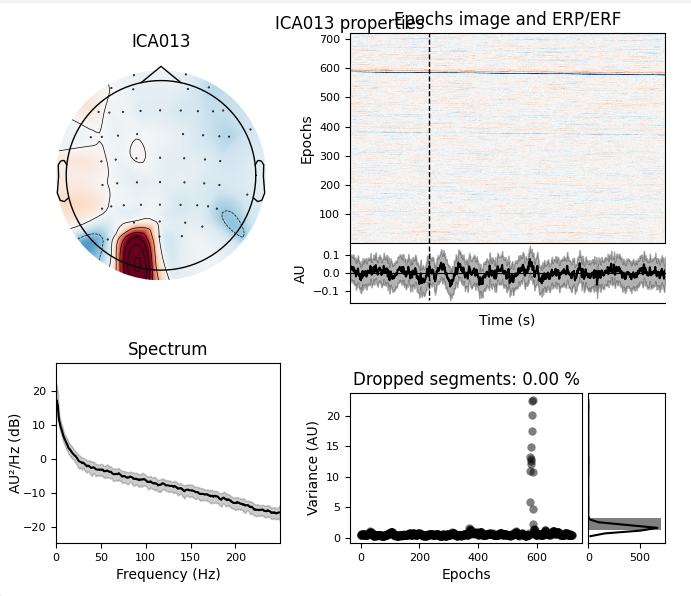 ICA013 properties
ICA013
Epochs image and ERP/ERF
700
600
500
400
300
200
100
Epochs
0.1
0.0
−0.1
AU
Time (s)
Spectrum
20
10
0
−10
−20
AU²/Hz (dB)
0 50 100 150 200
Frequency (Hz)
Dropped segments: 0.00 %
20
15
10
5
0
Variance (AU)
0 200 400 600
Epochs
0 500